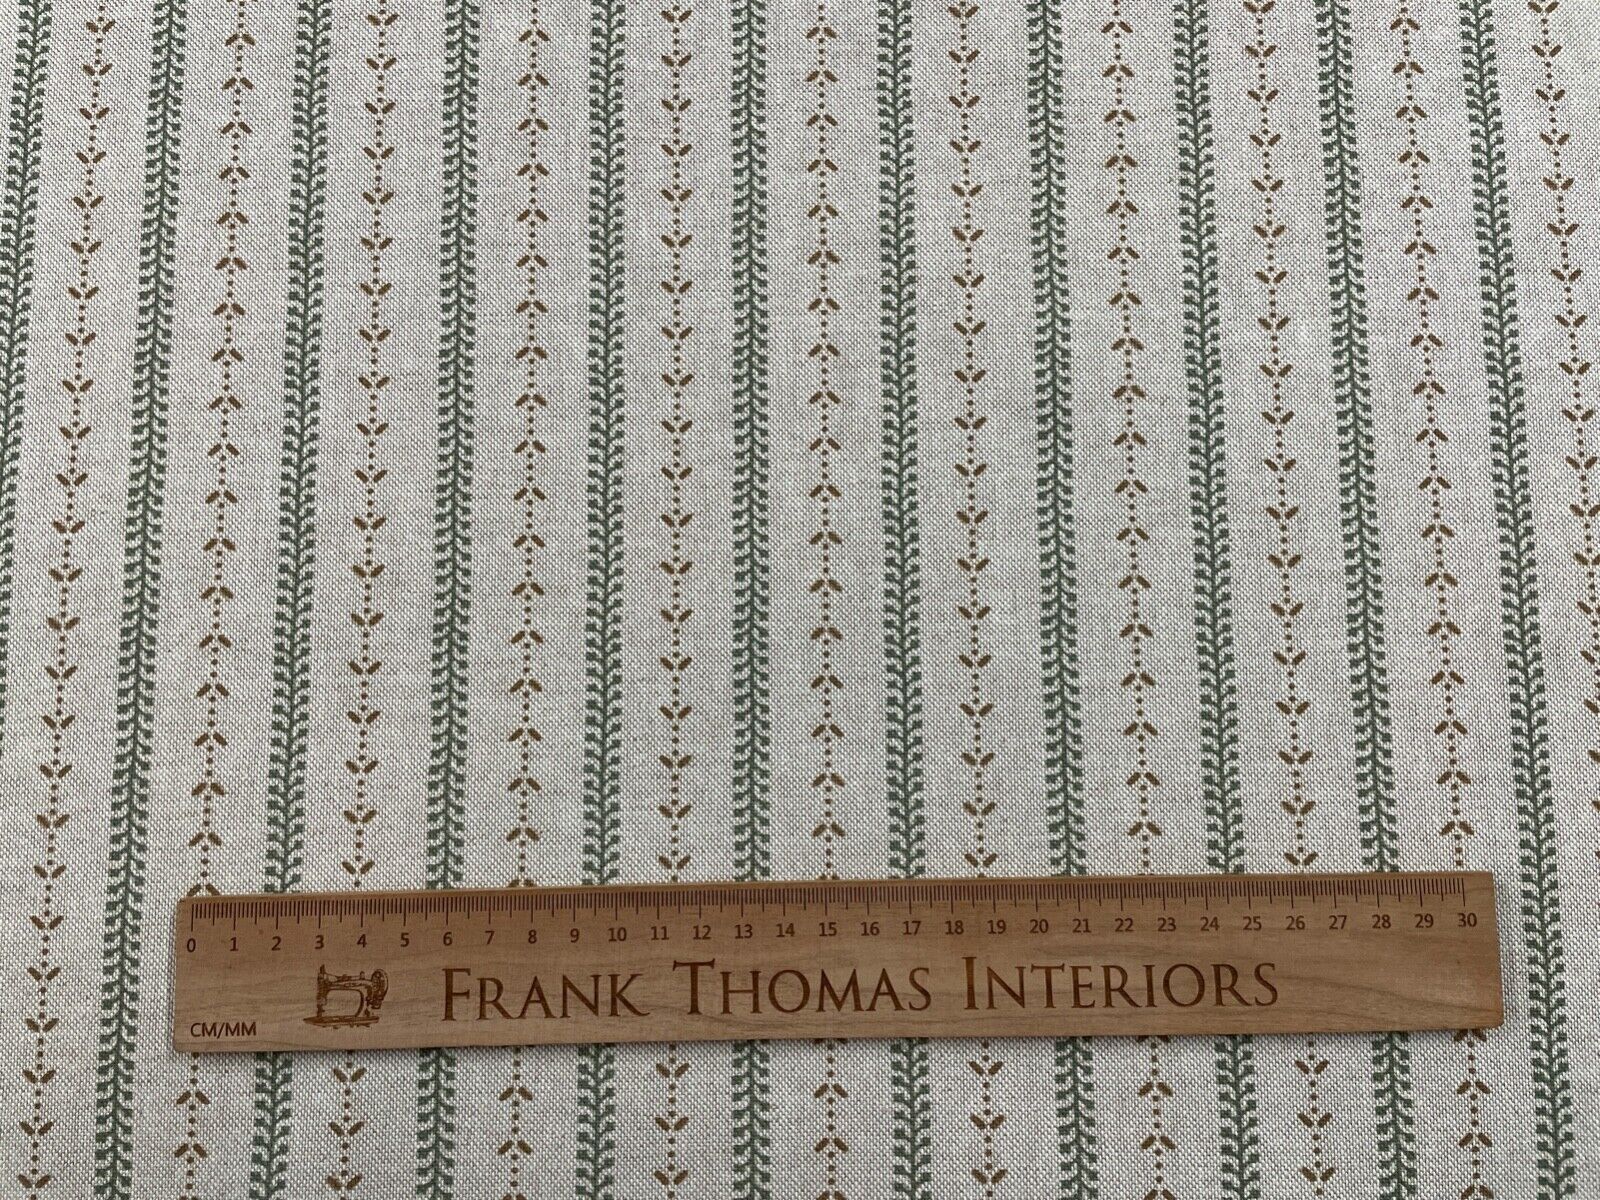 0 1 2 3 4 5 6 7 8 9 10 11 12 13 14 15 16 17 18 19 20 21 22 23 24 25 26 27 28 29 30
FRANK THOMAS INTERIORS
CM/MM